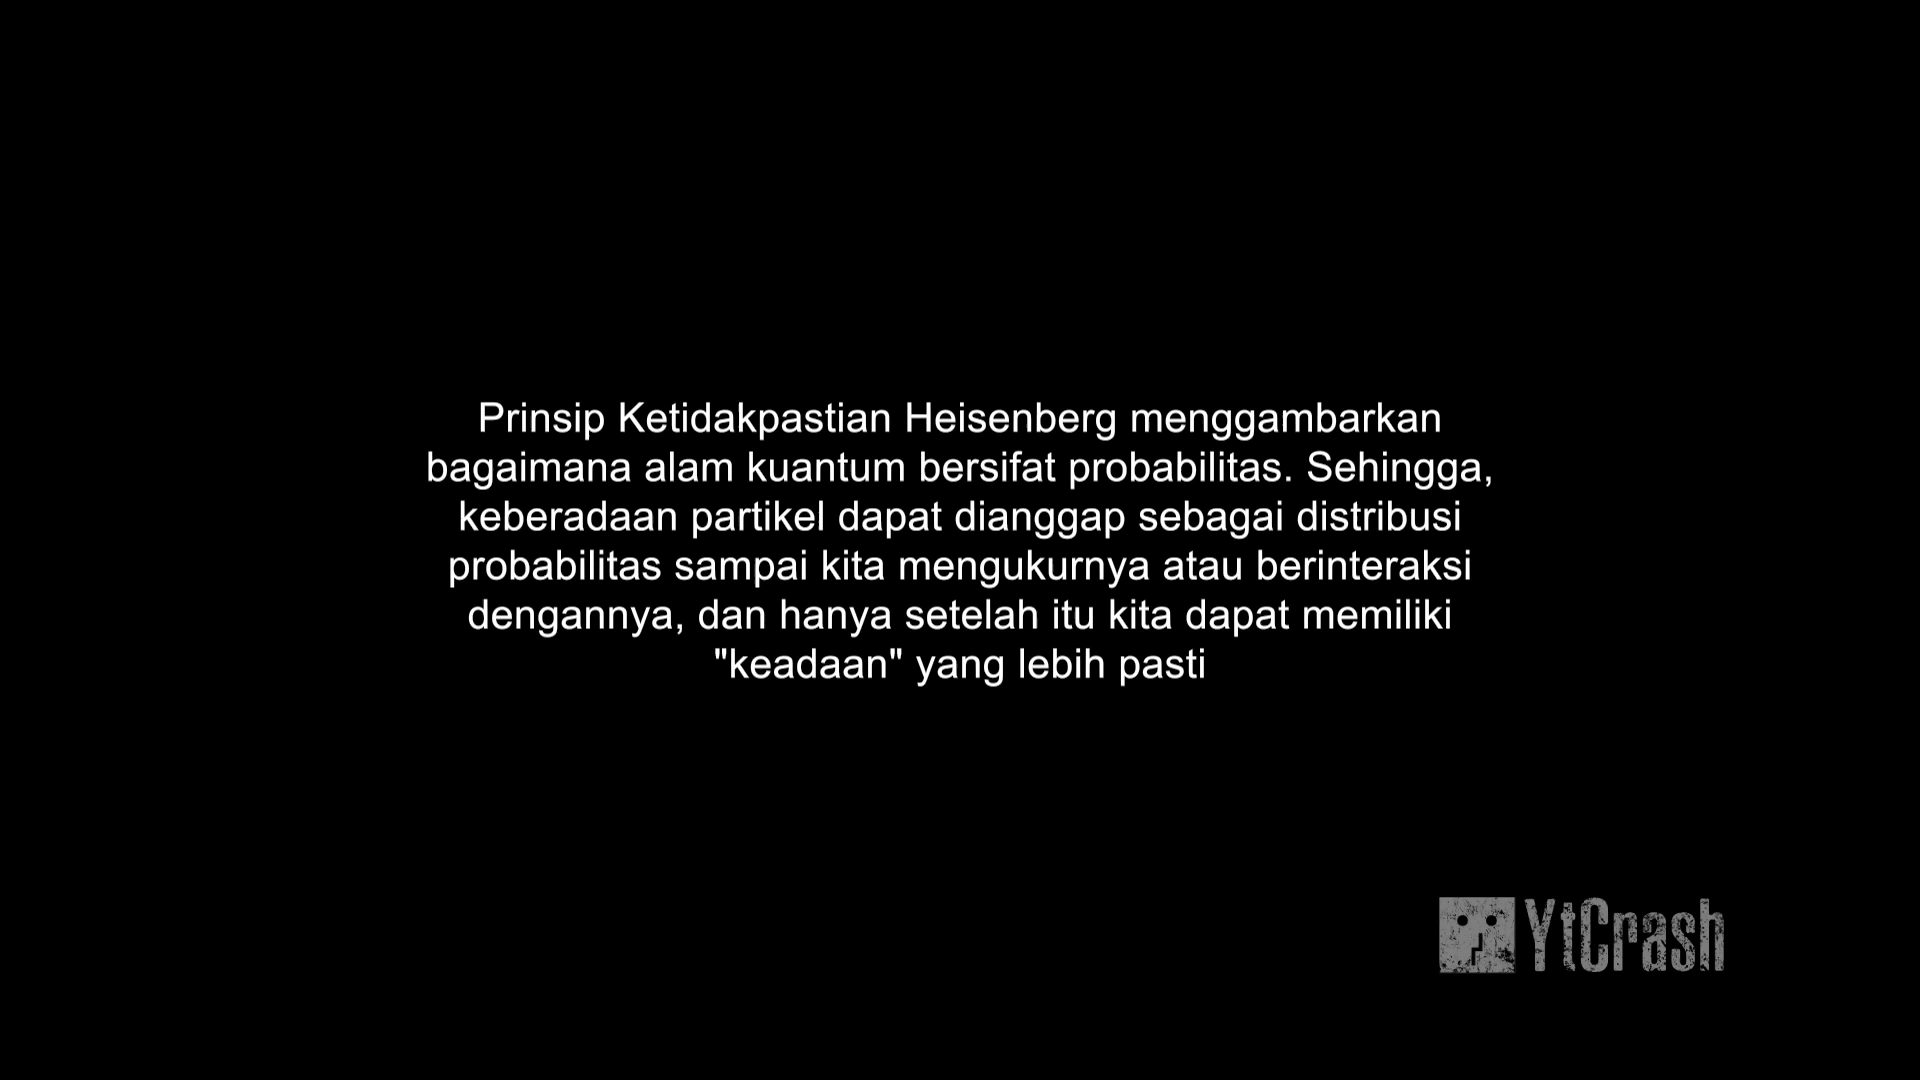 Prinsip Ketidakpastian Heisenberg menggambarkan
bagaimana alam kuantum bersifat probabilitas. Sehingga,
keberadaan partikel dapat dianggap sebagai distribusi
probabilitas sampai kita mengukurnya atau berinteraksi
dengannya, dan hanya setelah itu kita dapat memiliki
"keadaan" yang lebih pasti
YtCrash